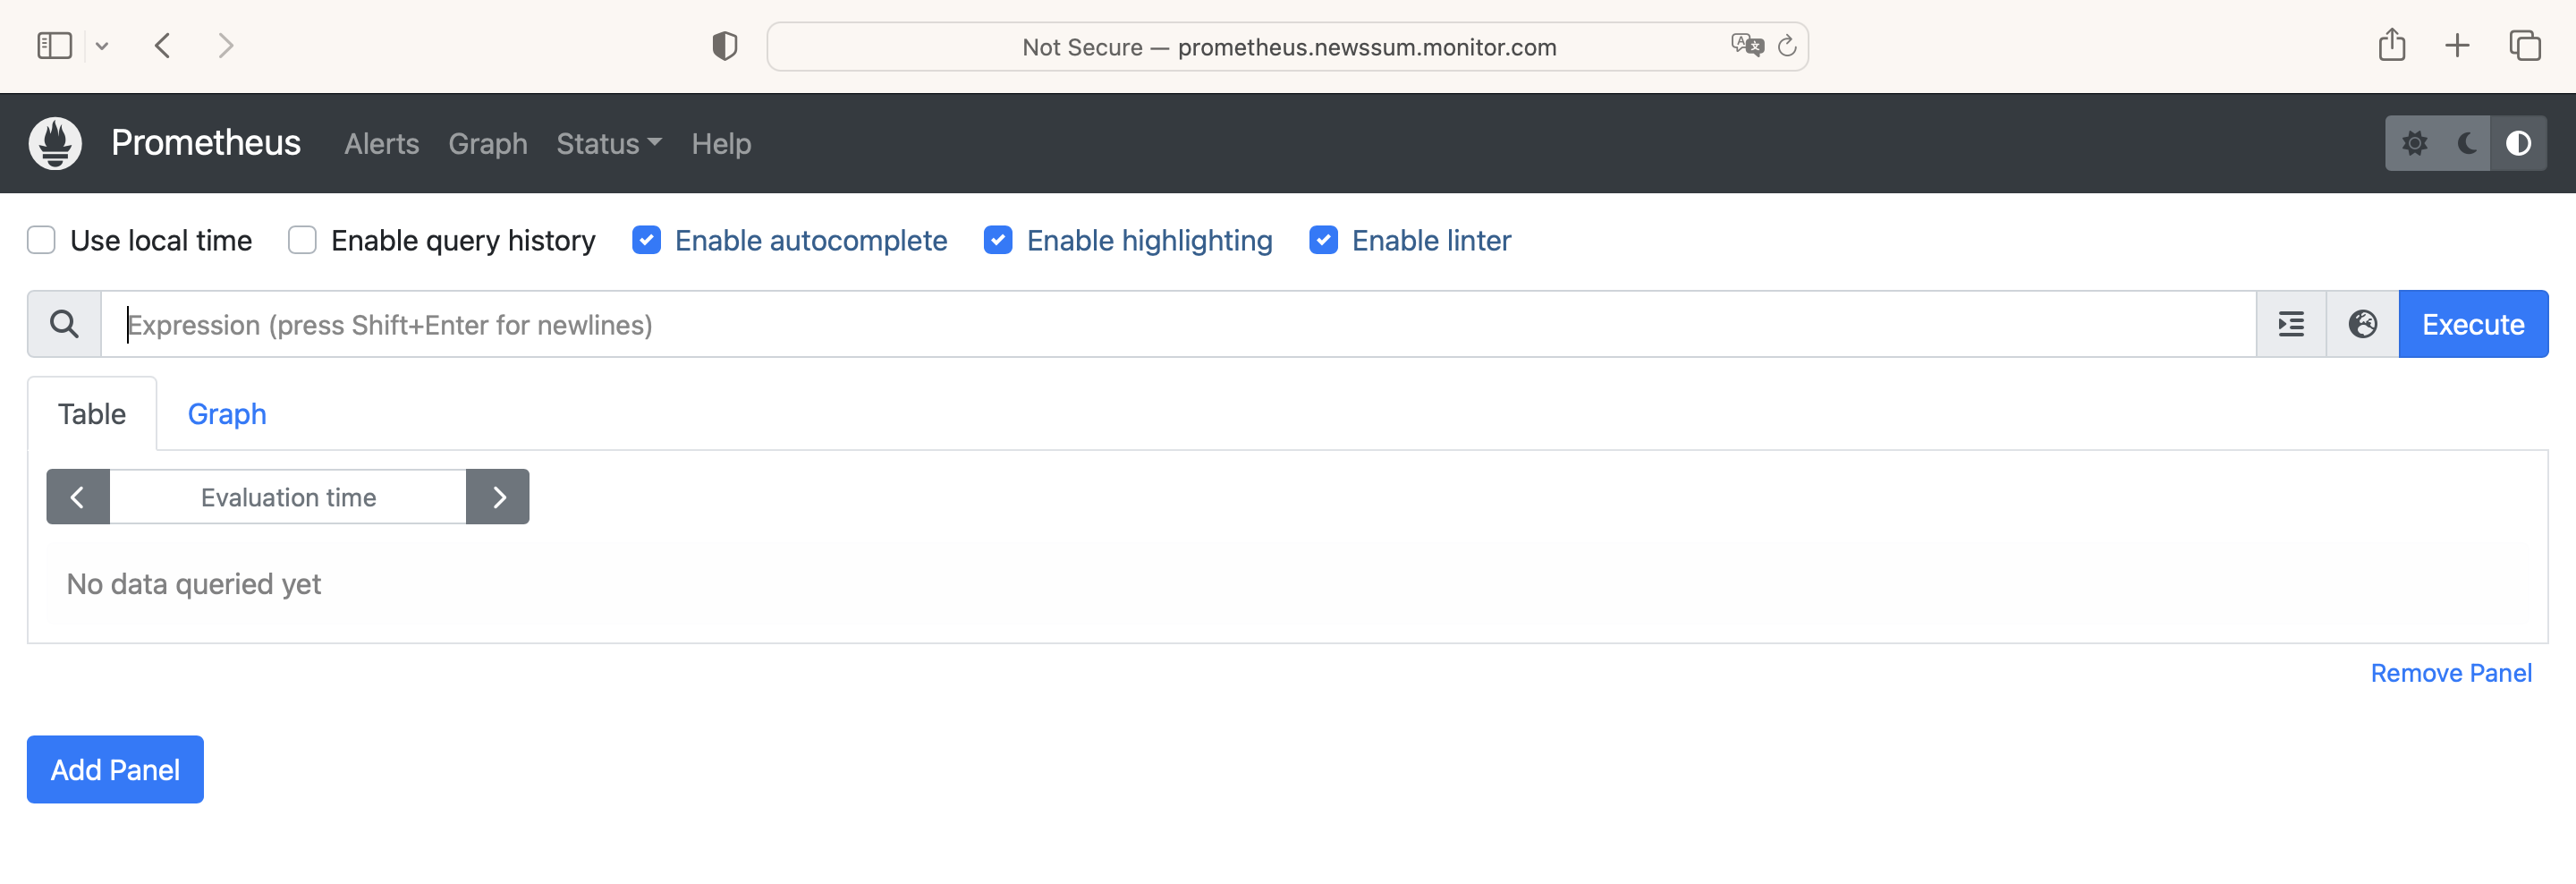 Not Secure — prometheus.newssum.monitor.com
Prometheus Alerts Graph Status Help
Use local time Enable query history Enable autocomplete Enable highlighting Enable linter
Expression (press Shift+Enter for newlines) Execute
Table Graph
Evaluation time
No data queried yet
Remove Panel
Add Panel